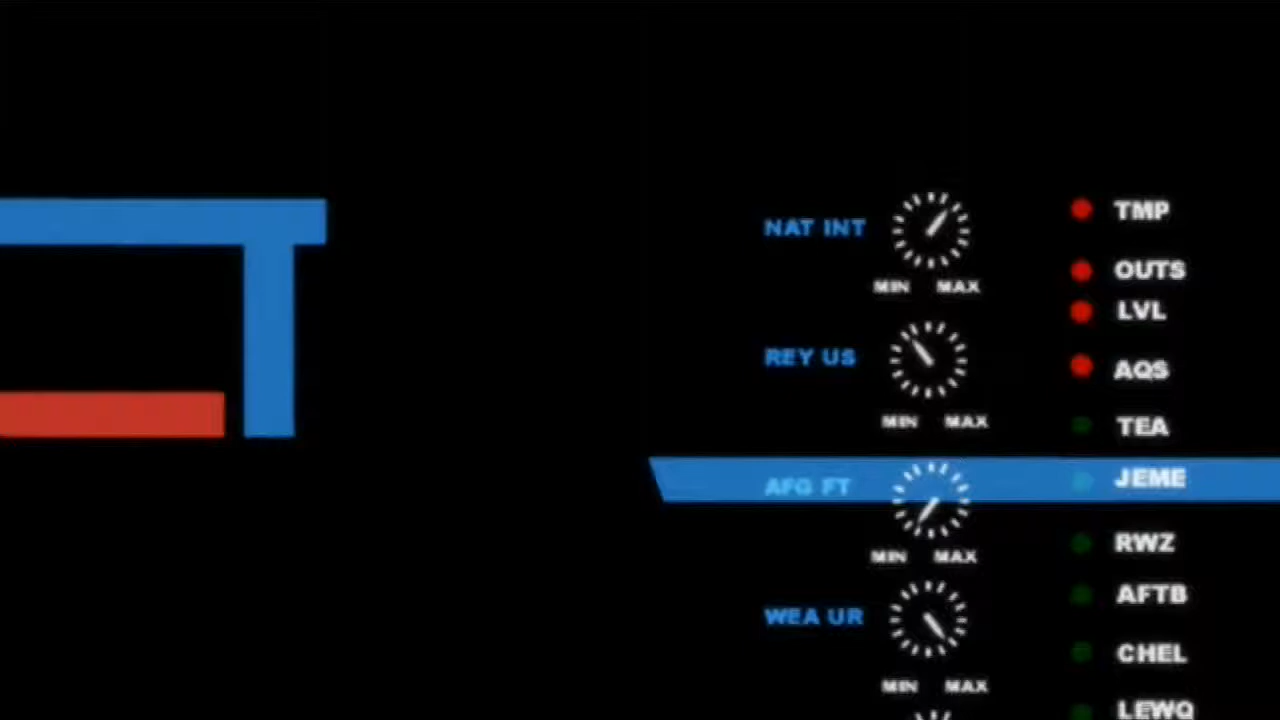 NAT INT
MIN MAX
REY US
MIN MAX
AFG FT
MIN MAX
WEA UR
MIN MAX
TMP
OUTS
LVL
AQS
TEA
JEME
RWZ
AFTB
CHEL
LEWQ